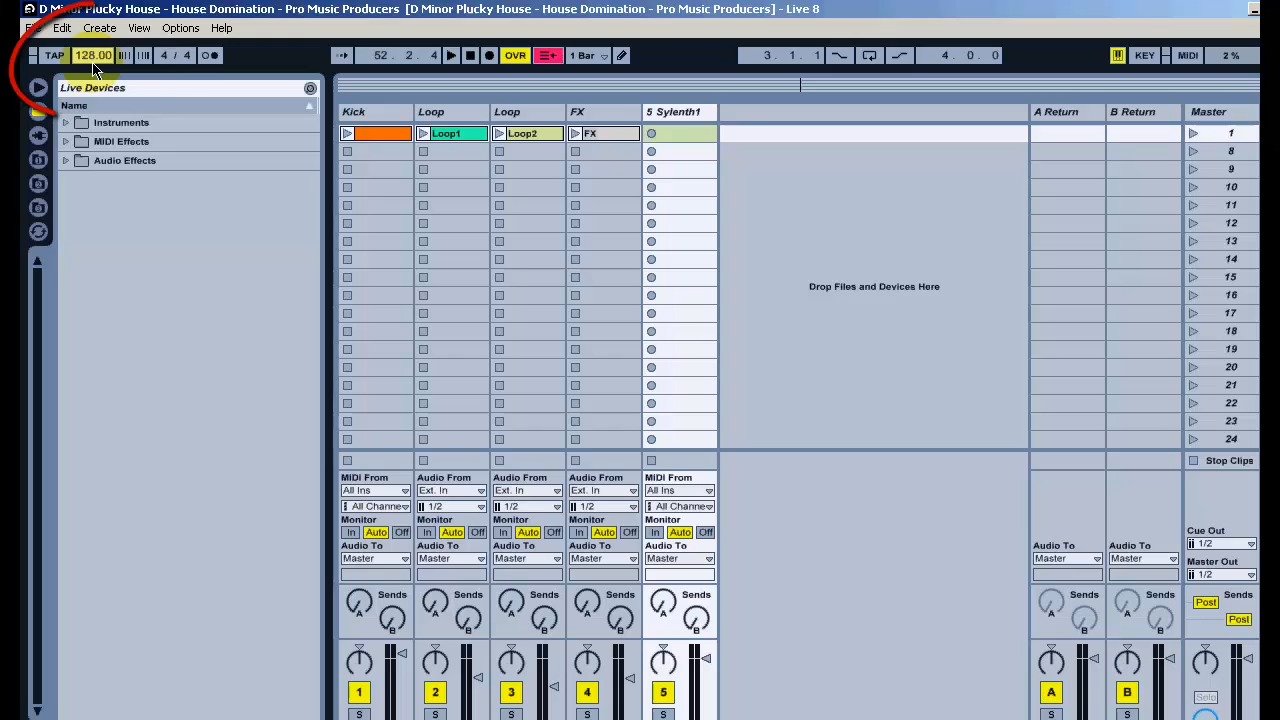 D Minor Plucky House - House Domination - Pro Music Producers [D Minor Plucky House - House Domination - Pro Music Producers] - Live 8
Edit Create View Options Help
TAP 128.00 4 / 4 52. 2. 4 OVR 1 Bar 3. 1. 1 4. 0. 0 KEY MIDI 2 %
Live Devices
Name
Instruments
MIDI Effects
Audio Effects
Kick Loop Loop FX 5 Sylenth1 A Return B Return Master
Loop1 Loop2 FX 1
8
9
10
11
12
13
14
15
16
17
18
19
20
21
22
23
24
Drop Files and Devices Here
Stop Clips
MIDI From Audio From Audio From Audio From MIDI From
All Ins Ext. In Ext. In Ext. In All Ins
All Channe 1/2 1/2 1/2 All Channe
Monitor Monitor Monitor Monitor Monitor
In Auto Off In Auto Off In Auto Off In Auto Off In Auto Off
Cue Out
1/2
Audio To Audio To Audio To Audio To Audio To Audio To Audio To
Master Master Master Master Master Master Master
Master Out
1/2
Sends Sends Sends Sends Sends Sends
A B A B A B A B A B A B A B
Post
Post
1 2 3 4 5 A B
Solo
S S S S S S S